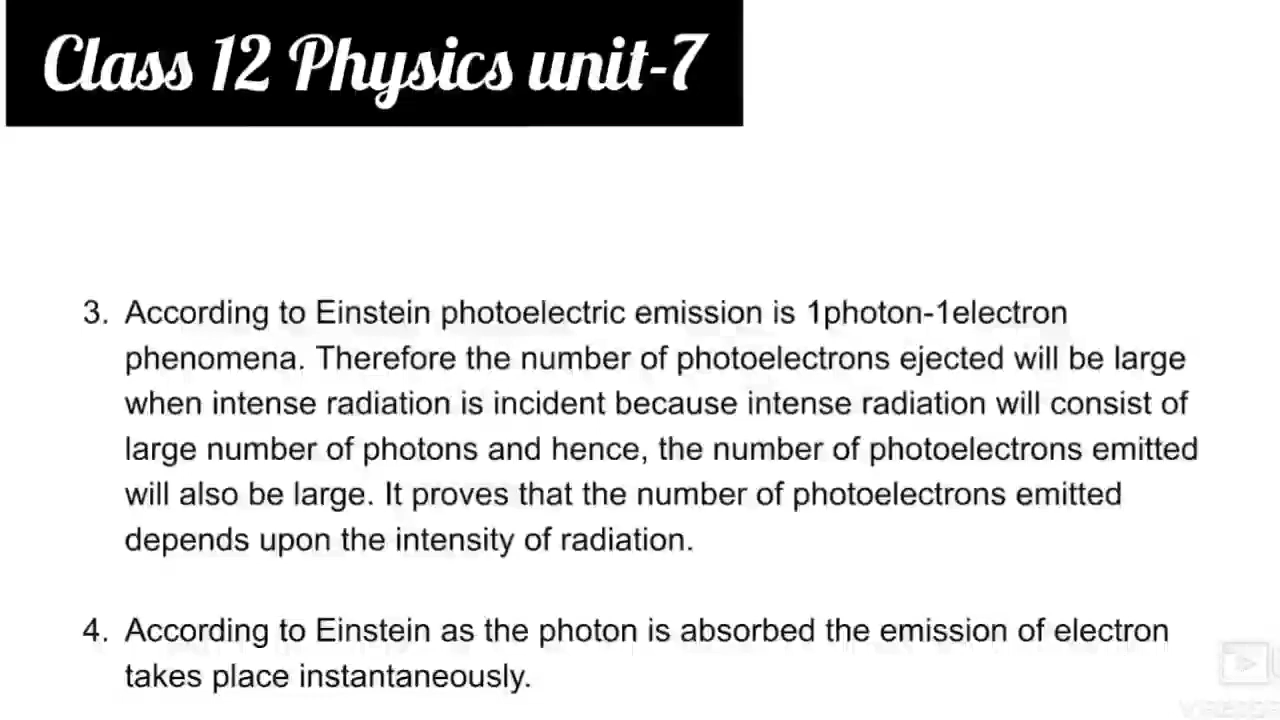 Class 12 Physics unit-7
3. According to Einstein photoelectric emission is 1photon-1electron
phenomena. Therefore the number of photoelectrons ejected will be large
when intense radiation is incident because intense radiation will consist of
large number of photons and hence, the number of photoelectrons emitted
will also be large. It proves that the number of photoelectrons emitted
depends upon the intensity of radiation.
4. According to Einstein as the photon is absorbed the emission of electron
takes place instantaneously.